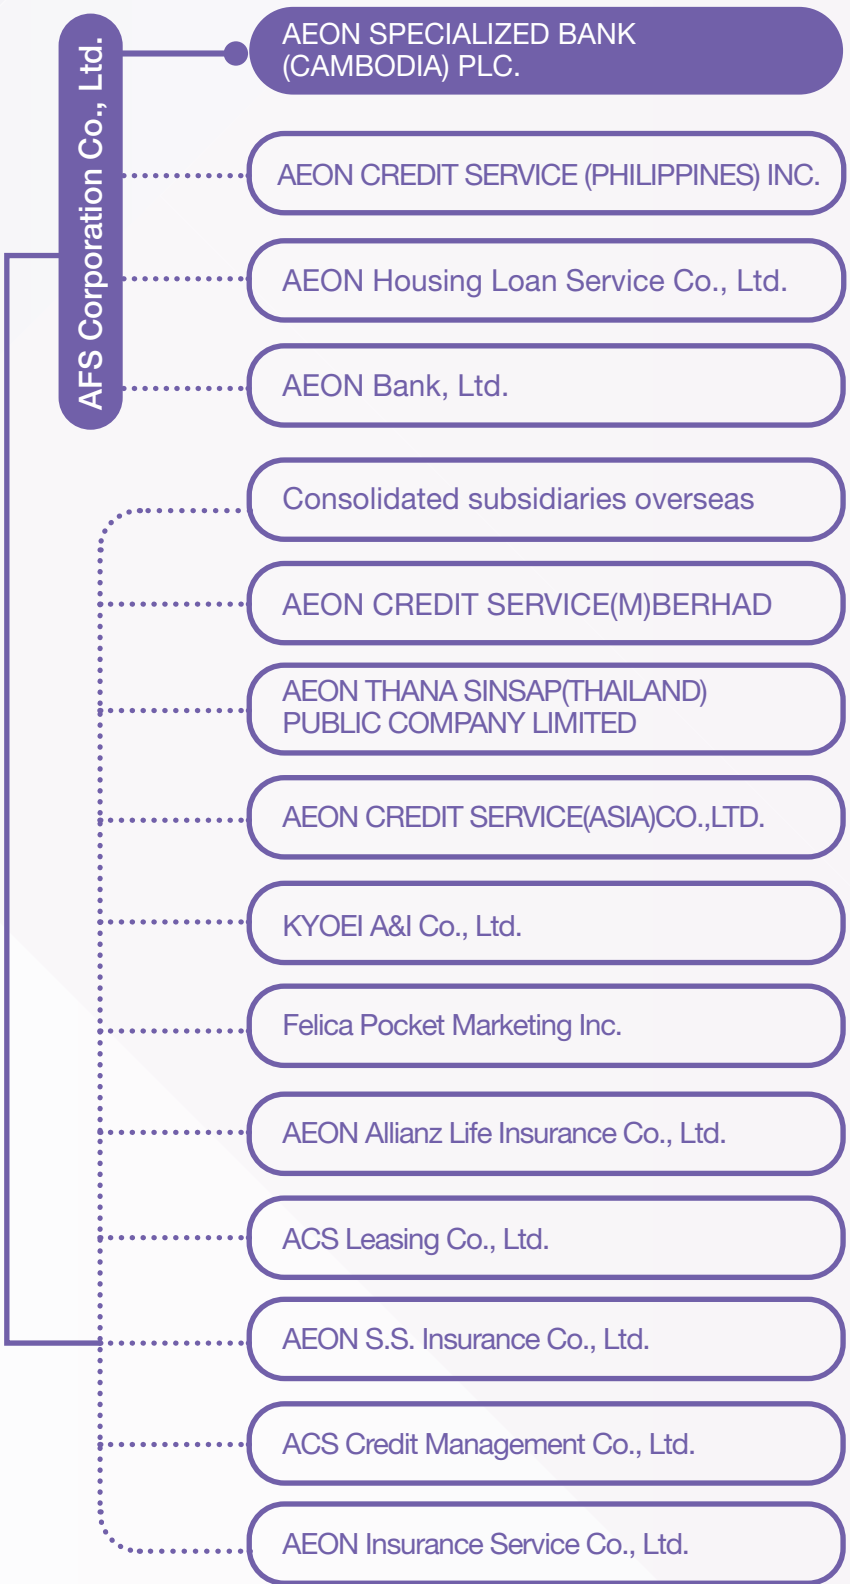 AFS Corporation Co., Ltd.
AEON SPECIALIZED BANK
(CAMBODIA) PLC.
AEON CREDIT SERVICE (PHILIPPINES) INC.
AEON Housing Loan Service Co., Ltd.
AEON Bank, Ltd.
Consolidated subsidiaries overseas
AEON CREDIT SERVICE(M)BERHAD
AEON THANA SINSAP(THAILAND)
PUBLIC COMPANY LIMITED
AEON CREDIT SERVICE(ASIA)CO.,LTD.
KYOEI A&I Co., Ltd.
Felica Pocket Marketing Inc.
AEON Allianz Life Insurance Co., Ltd.
ACS Leasing Co., Ltd.
AEON S.S. Insurance Co., Ltd.
ACS Credit Management Co., Ltd.
AEON Insurance Service Co., Ltd.